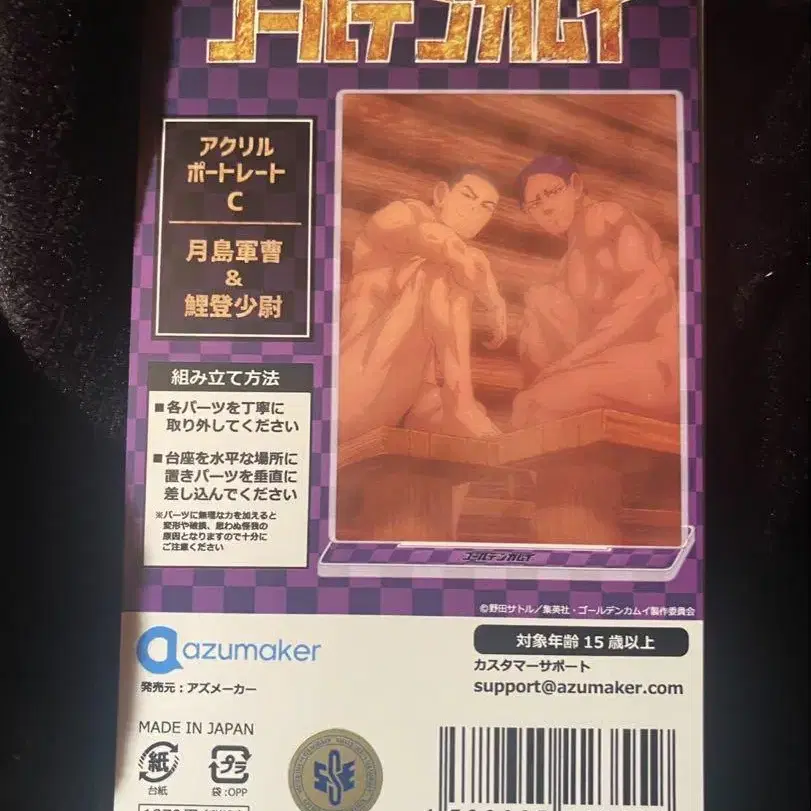 ゴールデンカムイ
アクリル
ポートレート
C
月島軍曹
&
鯉登少尉
組み立て方法
■各パーツを丁寧に
取り外してください
■台座を水平な場所に
置きパーツを垂直に
差し込んでください
※パーツに無理な力を加えると
変形や破損、思わぬ怪我の
原因となりますので十分に
ご注意ください
ゴールデンカムイ
©野田サトル／集英社・ゴールデンカムイ製作委員会
azumaker
発売元：アズメーカー
対象年齢15歳以上
カスタマーサポート
support@azumaker.com
MADE IN JAPAN
紙
台紙
プラ
袋：OPP